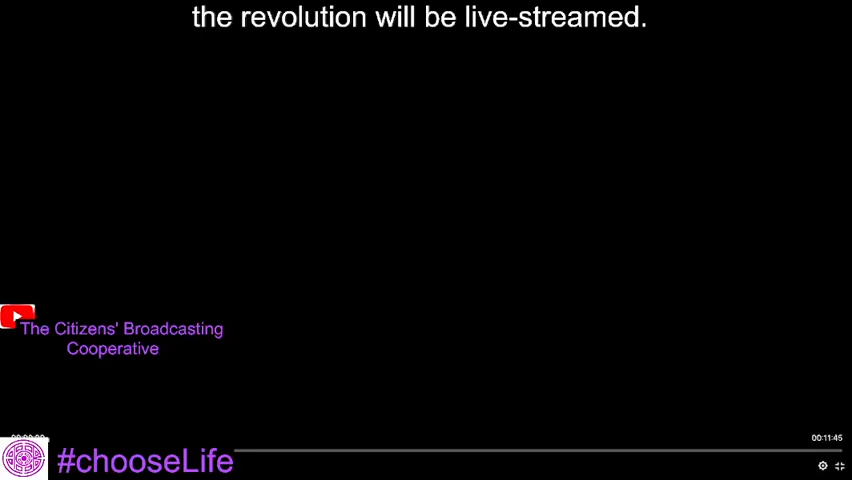 the revolution will be live-streamed.
The Citizens' Broadcasting
Cooperative
00:11:45
#chooseLife